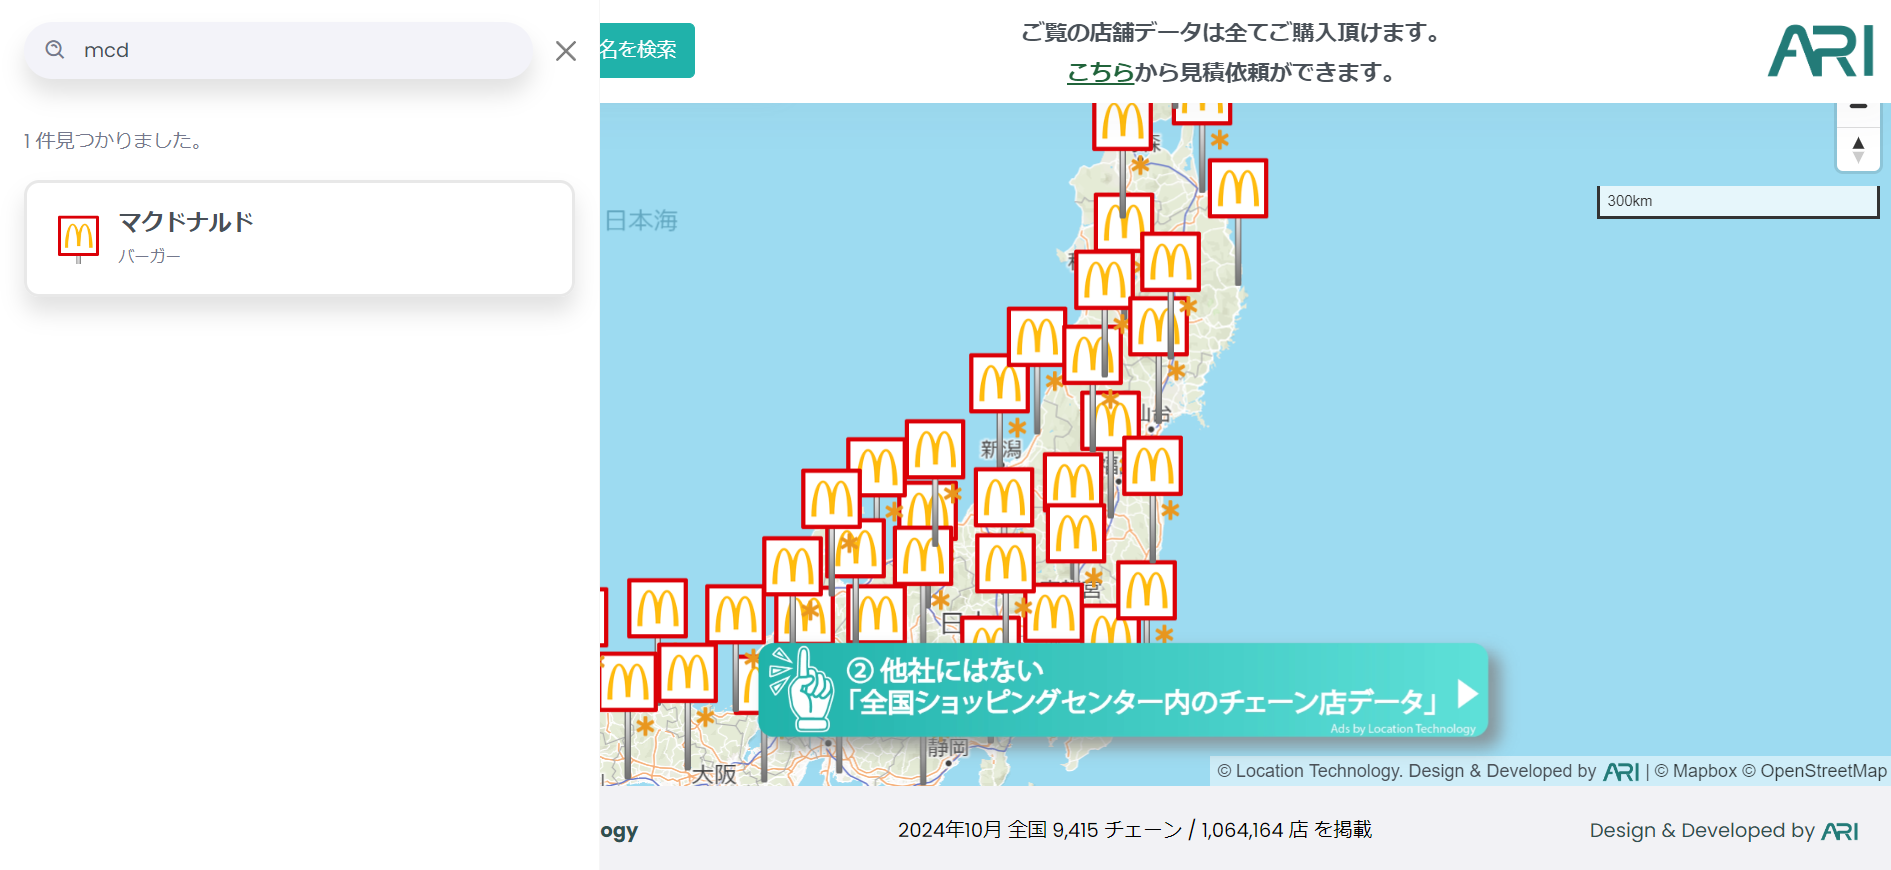 mcd
1 件見つかりました。
マクドナルド
バーガー
名を検索
ご覧の店舗データは全てご購入頂けます。
こちらから見積依頼ができます。
ARI
300km
日本海
新潟
仙台
日本
② 他社にはない
「全国ショッピングセンター内のチェーン店データ」
Ads by Location Technology
静岡
大阪
© Location Technology. Design & Developed by ARI | © Mapbox © OpenStreetMap
ogy
2024年10月 全国 9,415 チェーン / 1,064,164 店 を掲載
Design & Developed by ARI